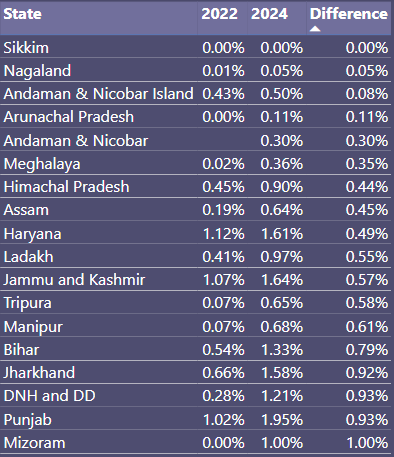 State 2022 2024 Difference
Sikkim 0.00% 0.00% 0.00%
Nagaland 0.01% 0.05% 0.05%
Andaman & Nicobar Island 0.43% 0.50% 0.08%
Arunachal Pradesh 0.00% 0.11% 0.11%
Andaman & Nicobar 0.30% 0.30%
Meghalaya 0.02% 0.36% 0.35%
Himachal Pradesh 0.45% 0.90% 0.44%
Assam 0.19% 0.64% 0.45%
Haryana 1.12% 1.61% 0.49%
Ladakh 0.41% 0.97% 0.55%
Jammu and Kashmir 1.07% 1.64% 0.57%
Tripura 0.07% 0.65% 0.58%
Manipur 0.07% 0.68% 0.61%
Bihar 0.54% 1.33% 0.79%
Jharkhand 0.66% 1.58% 0.92%
DNH and DD 0.28% 1.21% 0.93%
Punjab 1.02% 1.95% 0.93%
Mizoram 0.00% 1.00% 1.00%